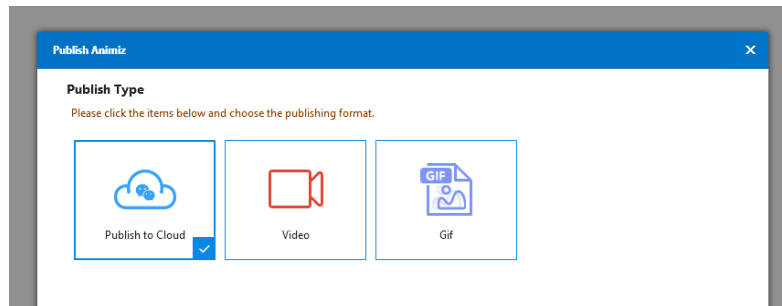 Publish Animiz
Publish Type
Please click the items below and choose the publishing format.
GIF
Publish to Cloud
Video
Gif